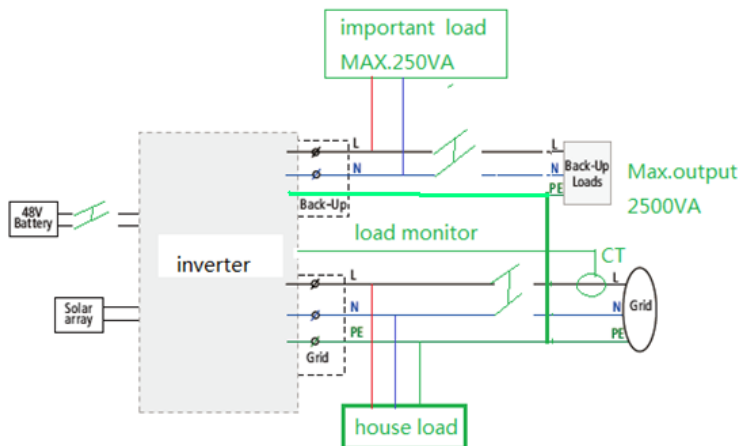 important load
MAX.250VA
L
N
Back-Up
L
N
PE
Back-Up
Loads
Max.output
2500VA
48V
Battery
inverter
load monitor
CT
Solar
array
L
N
PE
Grid
L
N
PE
Grid
house load